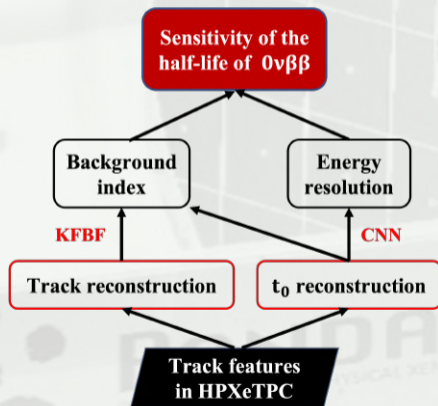 Sensitivity of the
half-life of 0νββ
Background
index
Energy
resolution
KFBF
CNN
Track reconstruction
t₀ reconstruction
Track features
in HPXeTPC